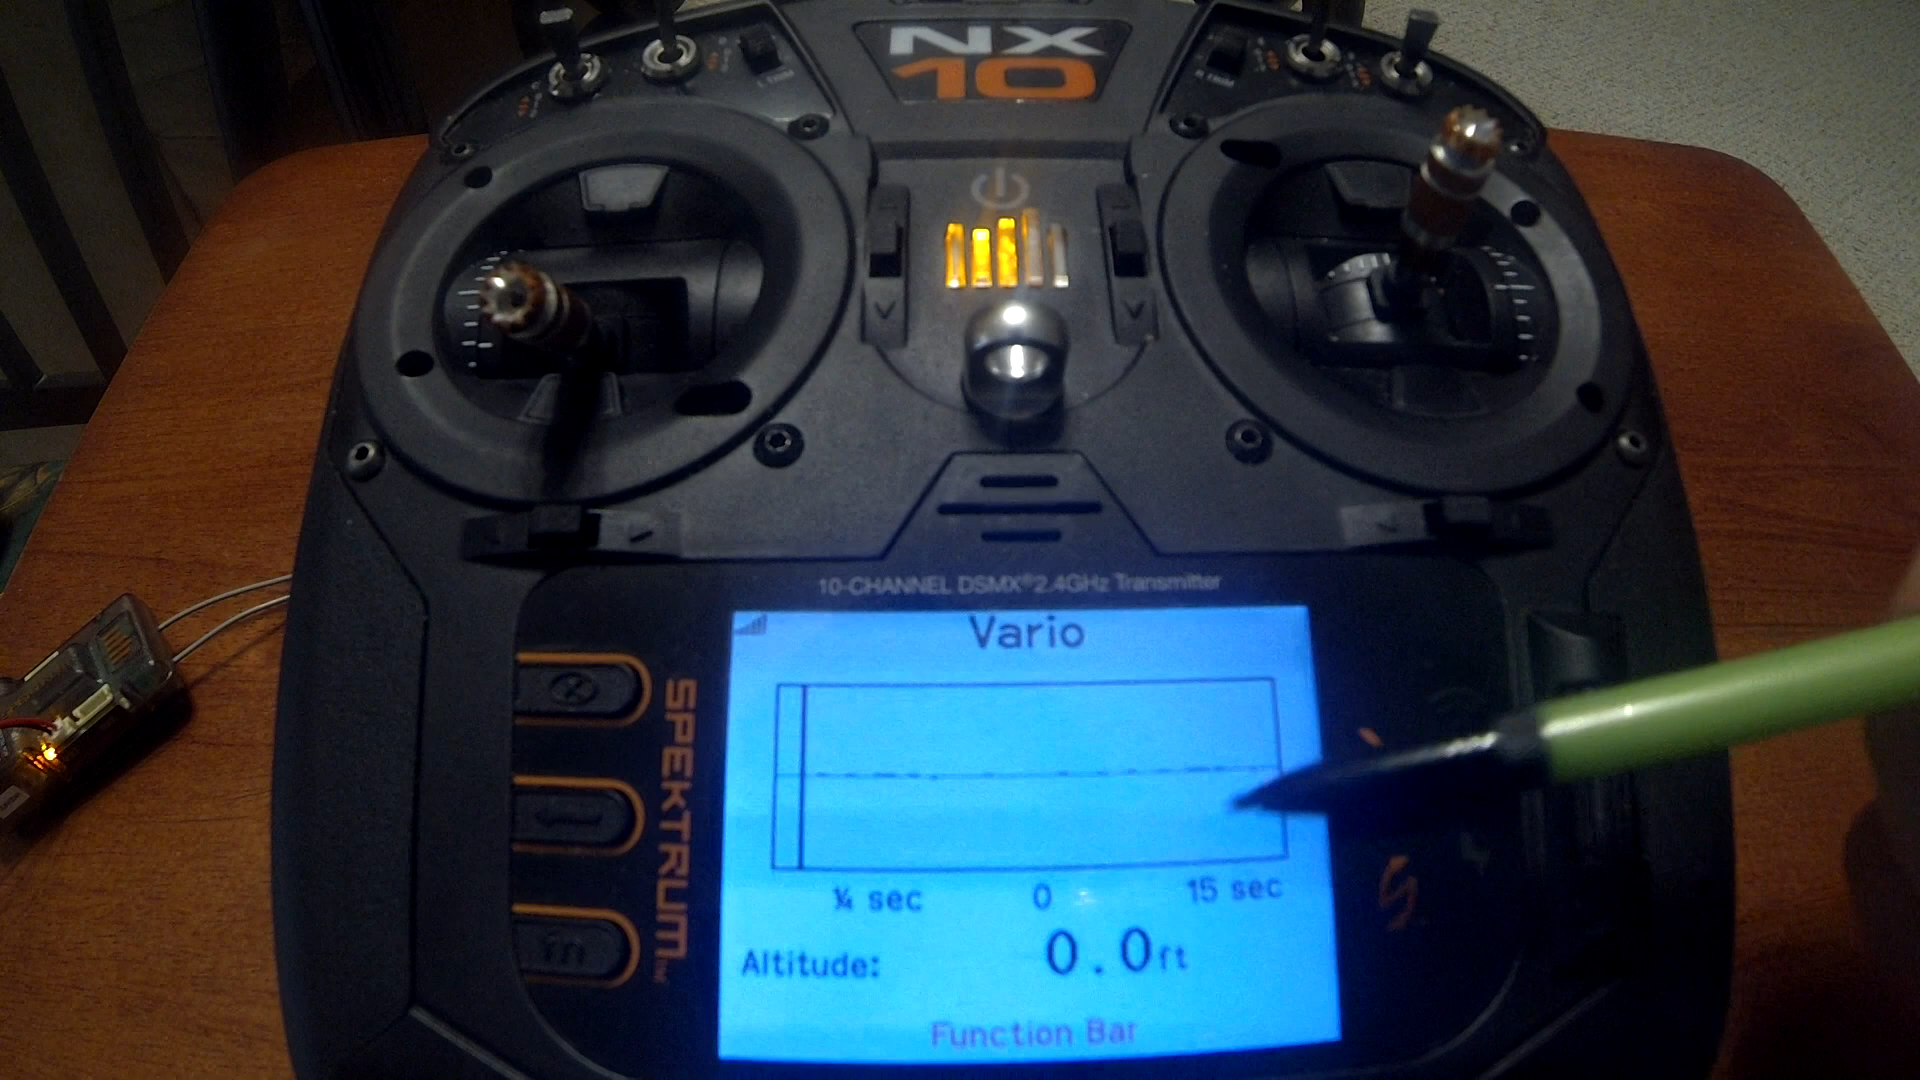 NX
10
10-CHANNEL DSMX® 2.4GHz Transmitter
SPEKTRUM
Vario
¼ sec 0 15 sec
Altitude: 0.0ft
Function Bar